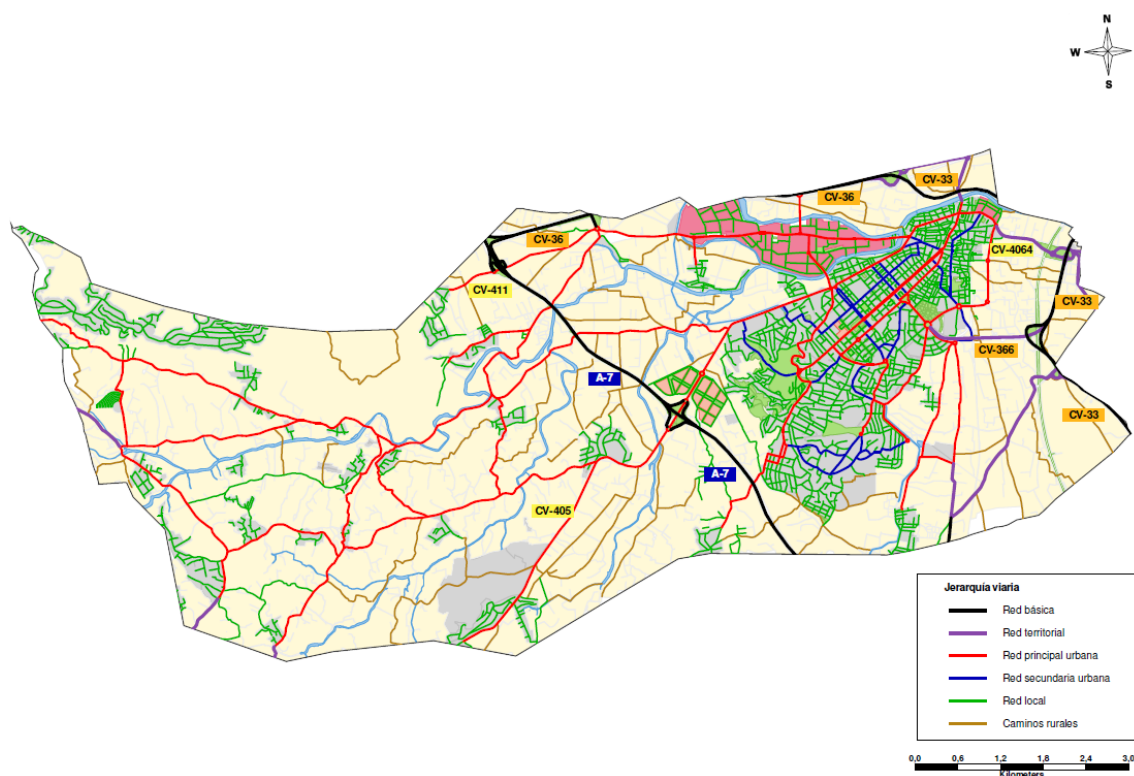 N
W
S
CV-33
CV-36
CV-36
CV-4064
CV-411
CV-33
CV-366
A-7
CV-33
A-7
CV-405
Jerarquía viaria
Red básica
Red territorial
Red principal urbana
Red secundaria urbana
Red local
Caminos rurales
0,0 0,6 1,2 1,8 2,4 3,0
Kilometers